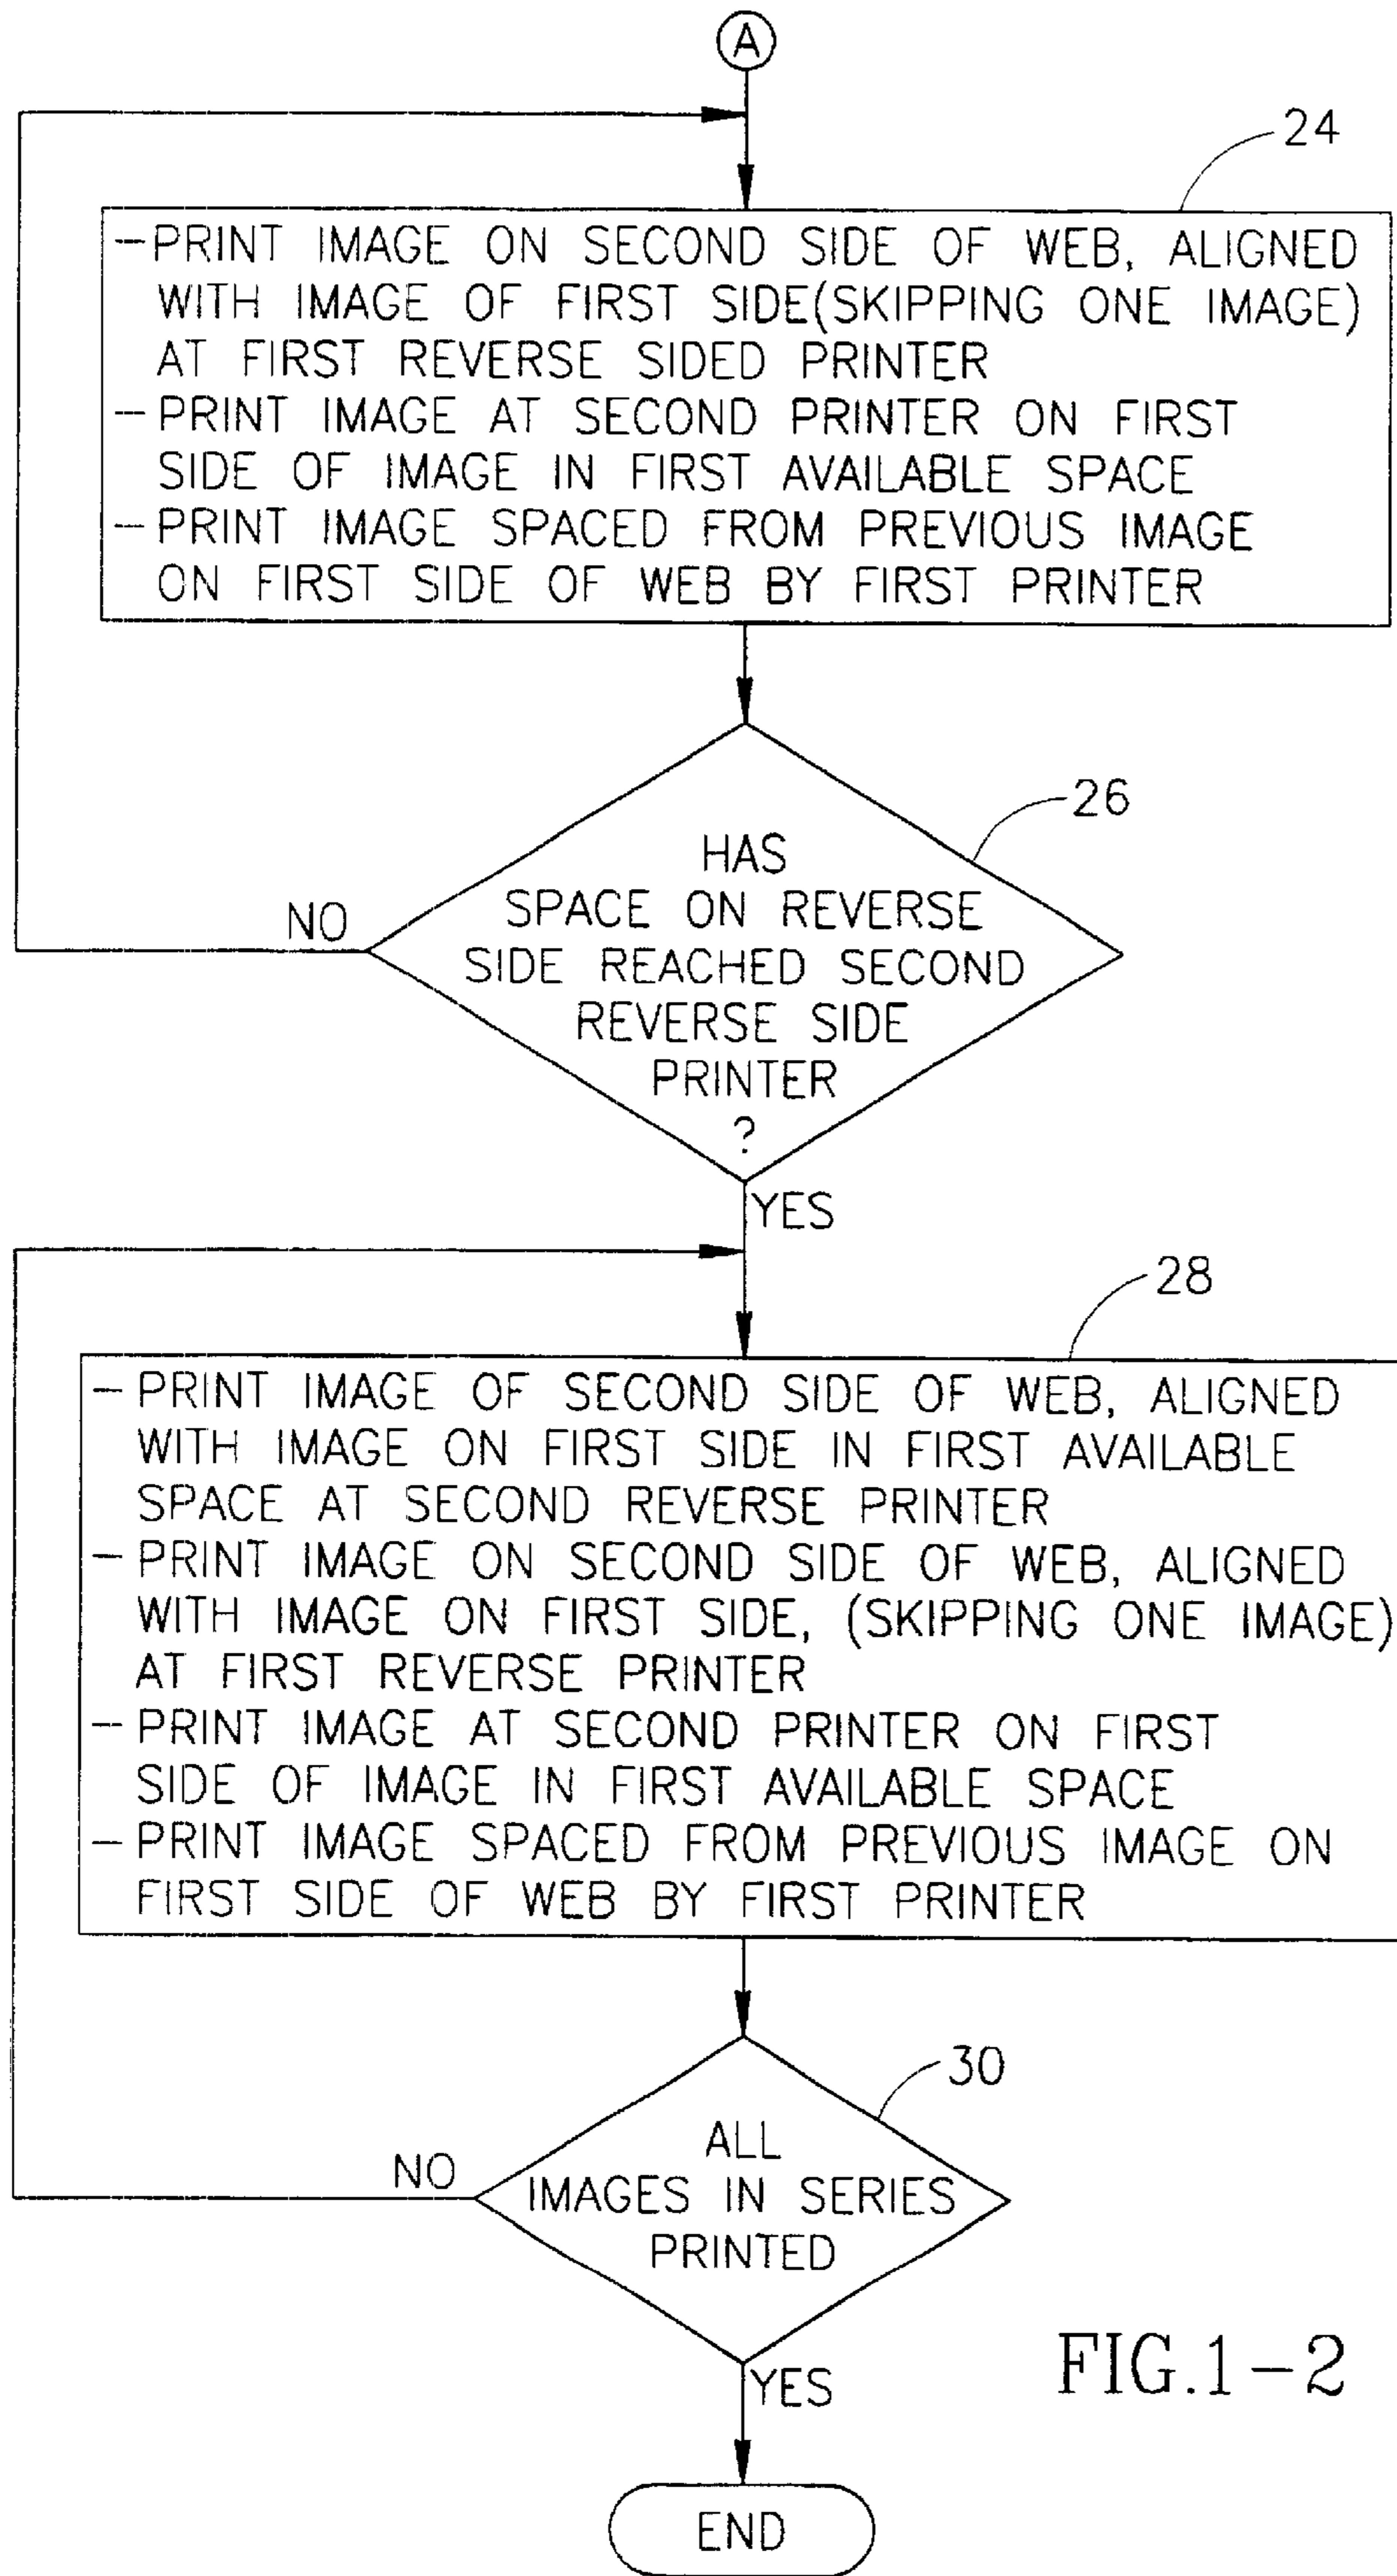 A
24
-PRINT IMAGE ON SECOND SIDE OF WEB, ALIGNED
WITH IMAGE OF FIRST SIDE(SKIPPING ONE IMAGE)
AT FIRST REVERSE SIDED PRINTER
-PRINT IMAGE AT SECOND PRINTER ON FIRST
SIDE OF IMAGE IN FIRST AVAILABLE SPACE
-PRINT IMAGE SPACED FROM PREVIOUS IMAGE
ON FIRST SIDE OF WEB BY FIRST PRINTER
26
HAS
SPACE ON REVERSE
SIDE REACHED SECOND
REVERSE SIDE
PRINTER
?
NO
YES
28
- PRINT IMAGE OF SECOND SIDE OF WEB, ALIGNED
WITH IMAGE ON FIRST SIDE IN FIRST AVAILABLE
SPACE AT SECOND REVERSE PRINTER
- PRINT IMAGE ON SECOND SIDE OF WEB, ALIGNED
WITH IMAGE ON FIRST SIDE, (SKIPPING ONE IMAGE)
AT FIRST REVERSE PRINTER
- PRINT IMAGE AT SECOND PRINTER ON FIRST
SIDE OF IMAGE IN FIRST AVAILABLE SPACE
- PRINT IMAGE SPACED FROM PREVIOUS IMAGE ON
FIRST SIDE OF WEB BY FIRST PRINTER
30
ALL
IMAGES IN SERIES
PRINTED
NO
YES
FIG.1-2
END